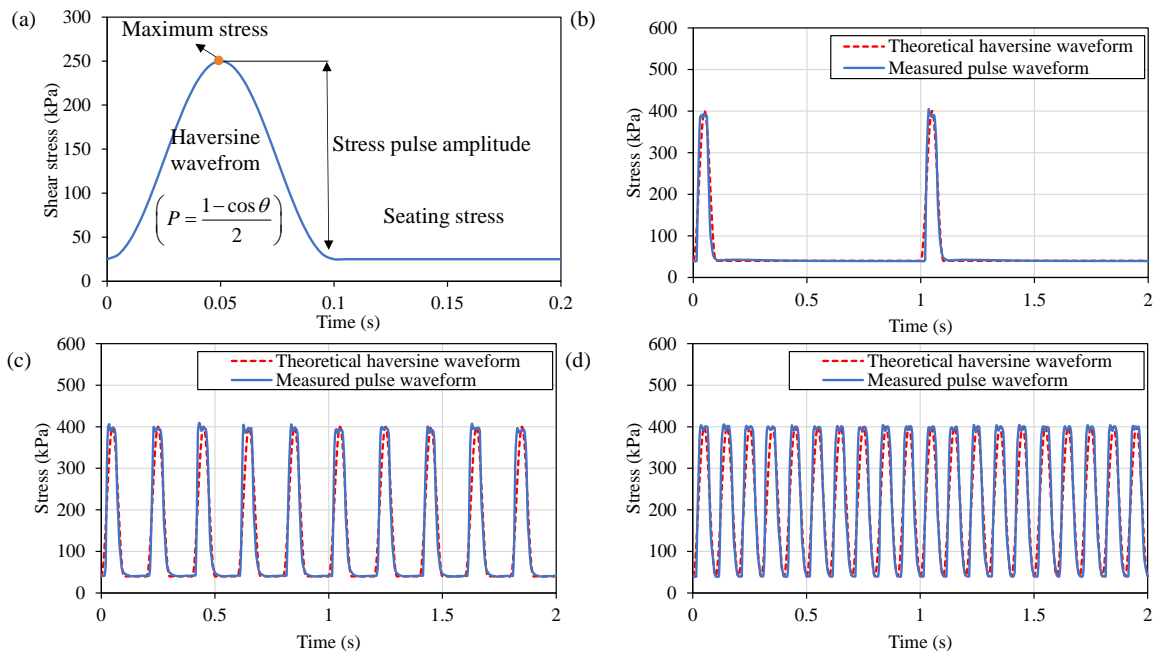 (a)
300
250
200
150
100
50
0
Shear stress (kPa)
Maximum stress
Haversine
wavefrom
(P = (1 − cos θ) / 2)
Stress pulse amplitude
Seating stress
0
0.05
0.1
0.15
0.2
Time (s)
(b)
600
500
400
300
200
100
0
Stress (kPa)
Theoretical haversine waveform
Measured pulse waveform
0
0.5
1
1.5
2
Time (s)
(c)
600
500
400
300
200
100
0
Stress (kPa)
Theoretical haversine waveform
Measured pulse waveform
0
0.5
1
1.5
2
Time (s)
(d)
600
500
400
300
200
100
0
Stress (kPa)
Theoretical haversine waveform
Measured pulse waveform
0
0.5
1
1.5
2
Time (s)